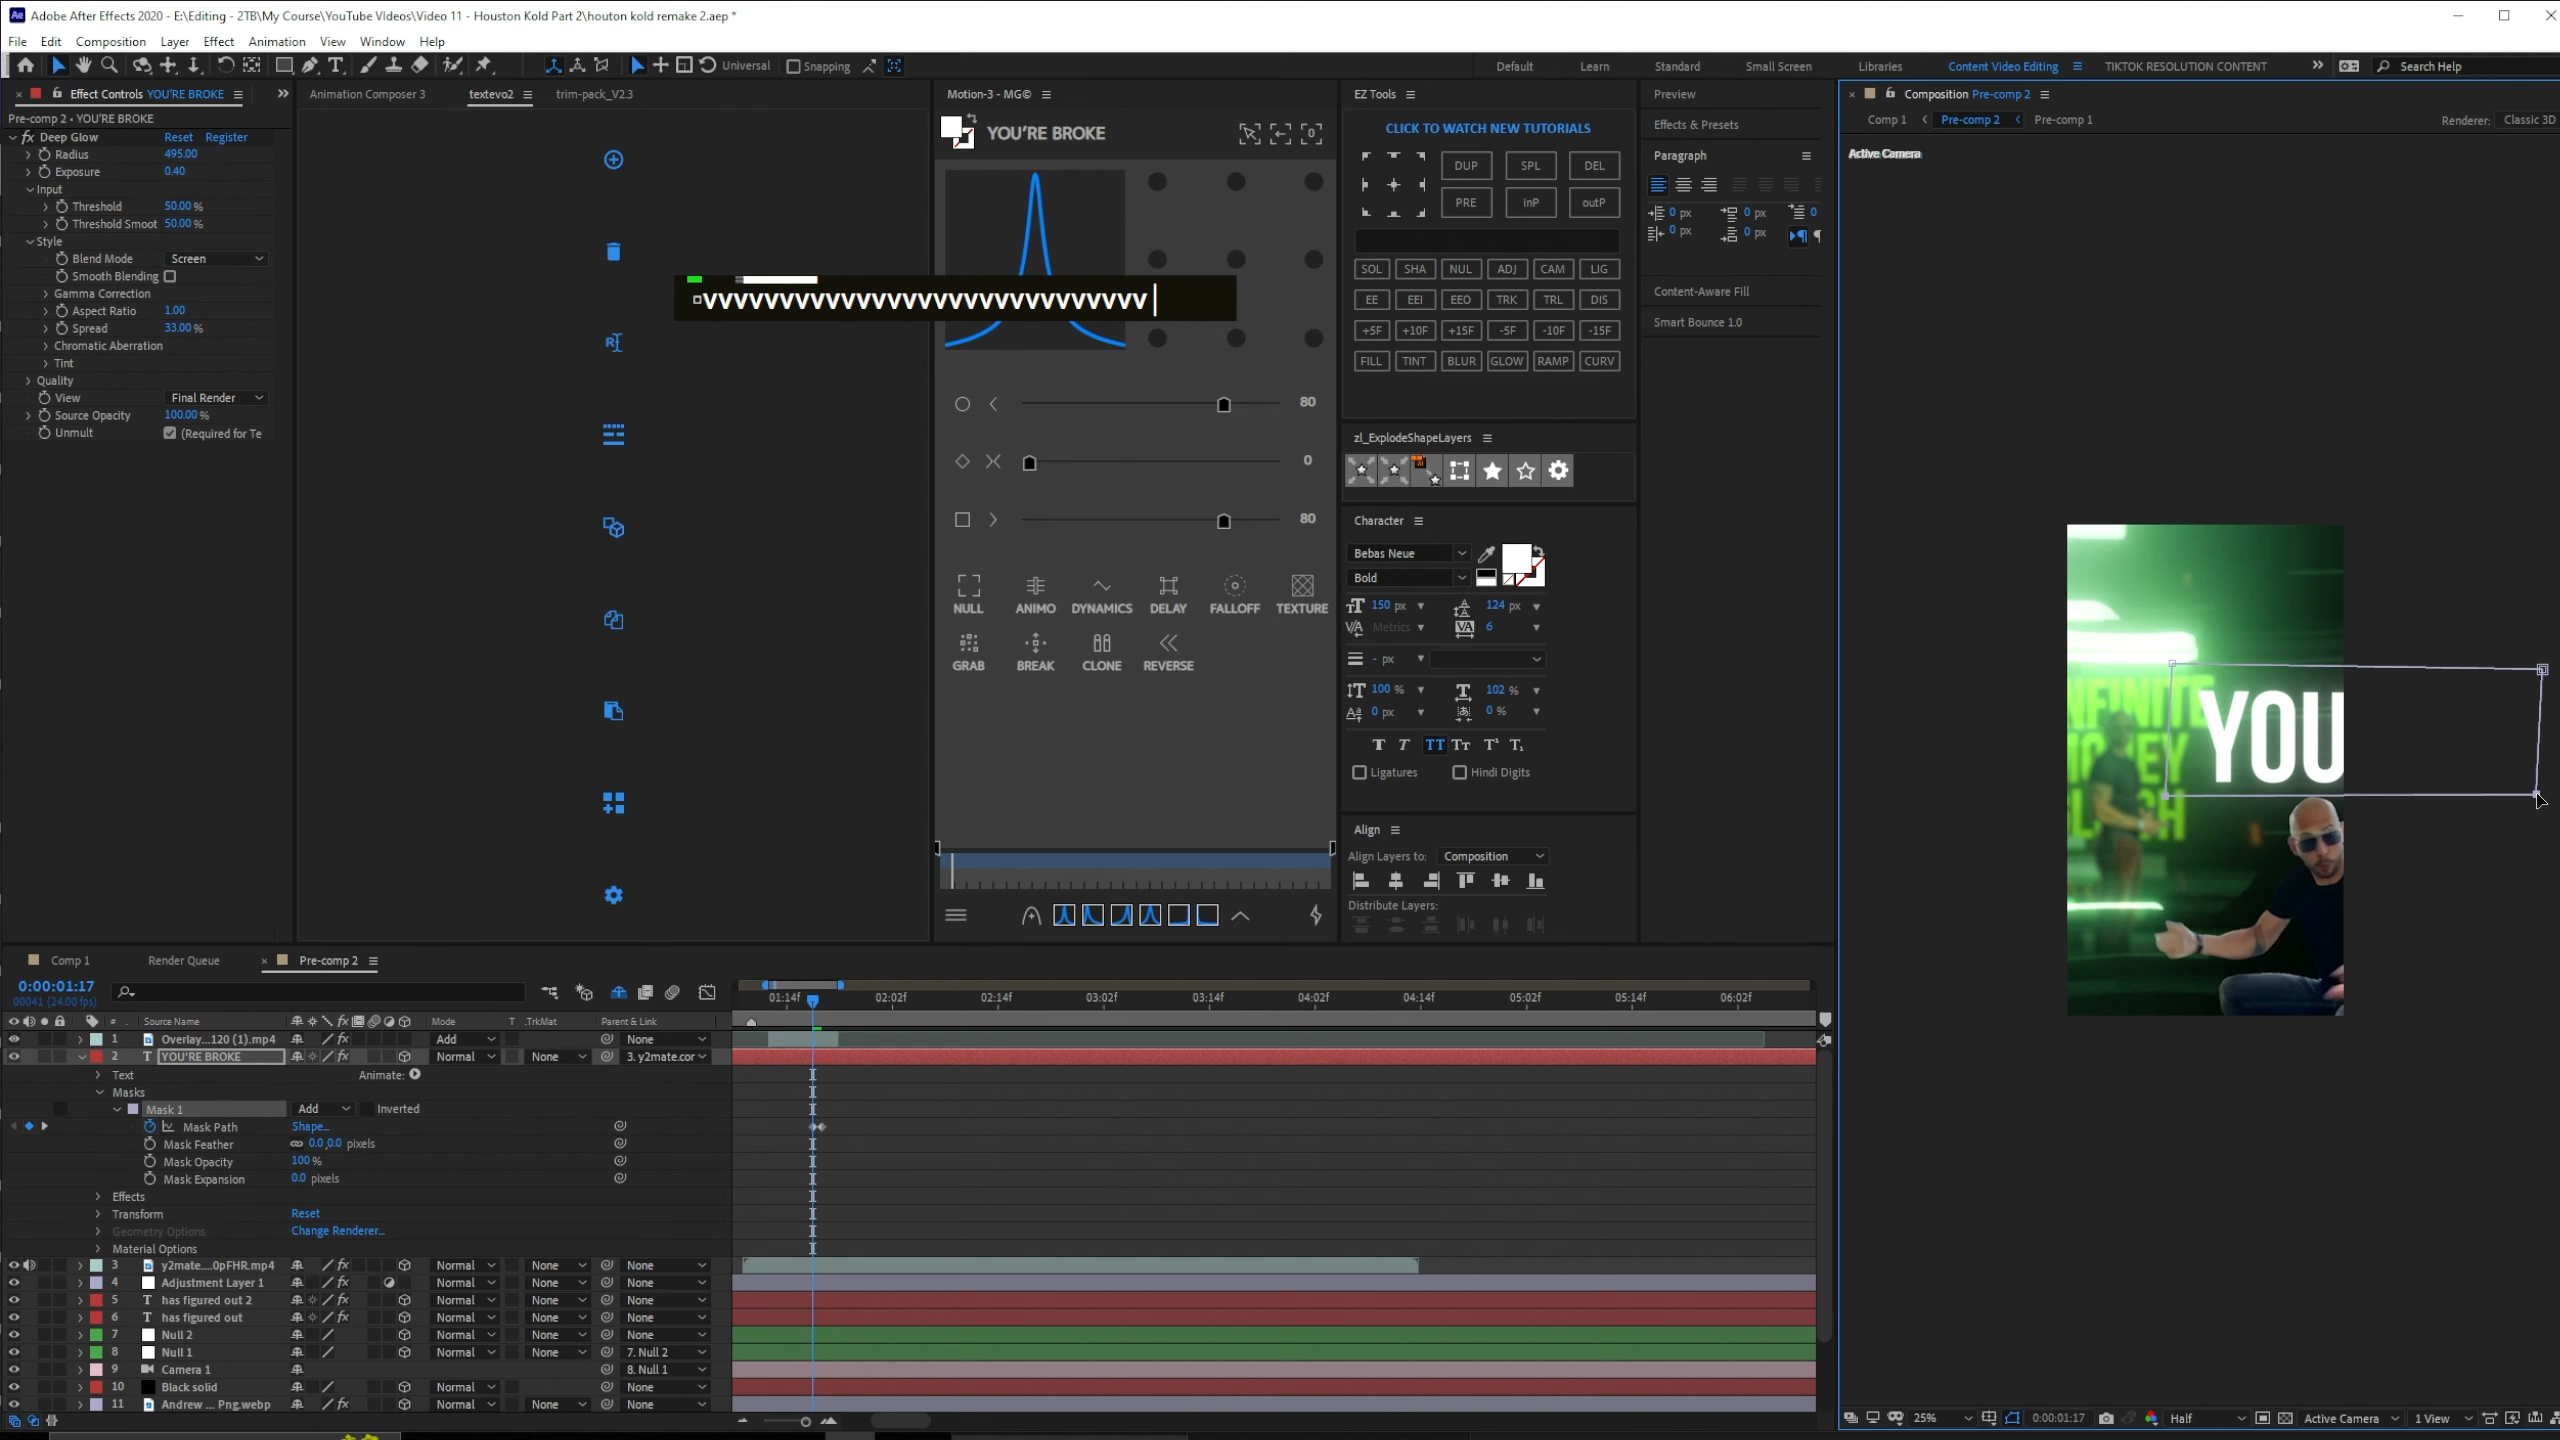 Adobe After Effects 2020 - E:\Editing - 2TB\My Course\YouTube VIdeos\Video 11 - Houston Kold Part 2\houton kold remake 2.aep *
File Edit Composition Layer Effect Animation View Window Help
Universal Snapping Default Learn Standard Small Screen Libraries Content Video Editing TIKTOK RESOLUTION CONTENT Search Help
Effect Controls YOU'RE BROKE
Pre-comp 2 • YOU'RE BROKE
fx Deep Glow Reset Register
Radius 495.00
Exposure 0.40
Input
Threshold 50.00 %
Threshold Smoot 50.00 %
Style
Blend Mode Screen
Smooth Blending
Gamma Correction
Aspect Ratio 1.00
Spread 33.00 %
Chromatic Aberration
Tint
Quality
View Final Render
Source Opacity 100.00 %
Unmult (Required for Te
Animation Composer 3 textevo2 trim-pack_V2.3
vvvvvvvvvvvvvvvvvvvvvvvvvvvvv
Motion-3 - MG©
YOU'RE BROKE
80
0
80
NULL ANIMO DYNAMICS DELAY FALLOFF TEXTURE
GRAB BREAK CLONE REVERSE
EZ Tools
CLICK TO WATCH NEW TUTORIALS
DUP SPL DEL
PRE inP outP
SOL SHA NUL ADJ CAM LIG
EE EEI EEO TRK TRL DIS
+5F +10F +15F -5F -10F -15F
FILL TINT BLUR GLOW RAMP CURV
zl_ExplodeShapeLayers
Character
Bebas Neue
Bold
150 px 124 px
Metrics 6
- px
100 % 102 %
0 px 0 %
Ligatures Hindi Digits
Align
Align Layers to: Composition
Distribute Layers:
Preview
Effects & Presets
Paragraph
0 px 0 px 0
0 px 0 px
Content-Aware Fill
Smart Bounce 1.0
Composition Pre-comp 2
Comp 1 Pre-comp 2 Pre-comp 1 Renderer: Classic 3D
Active Camera
YOU
25% 0:00:01:17 Half Active Camera 1 View
Comp 1 Render Queue Pre-comp 2
0:00:01:17
00041 (24.00 fps)
01:14f 02:02f 02:14f 03:02f 03:14f 04:02f 04:14f 05:02f 05:14f 06:02f
# Source Name Mode T .TrkMat Parent & Link
1 Overlay...120 (1).mp4 Add None
2 T YOU'RE BROKE Normal None 3. y2mate.cor
Text Animate:
Masks
Mask 1 Add Inverted
Mask Path Shape...
Mask Feather 0.0,0.0 pixels
Mask Opacity 100 %
Mask Expansion 0.0 pixels
Effects
Transform Reset
Geometry Options Change Renderer...
Material Options
3 y2mate....0pFHR.mp4 Normal None None
4 Adjustment Layer 1 Normal None None
5 T has figured out 2 Normal None None
6 T has figured out Normal None None
7 Null 2 Normal None None
8 Null 1 Normal None 7. Null 2
9 Camera 1 8. Null 1
10 Black solid Normal None None
11 Andrew ... Png.webp Normal None None